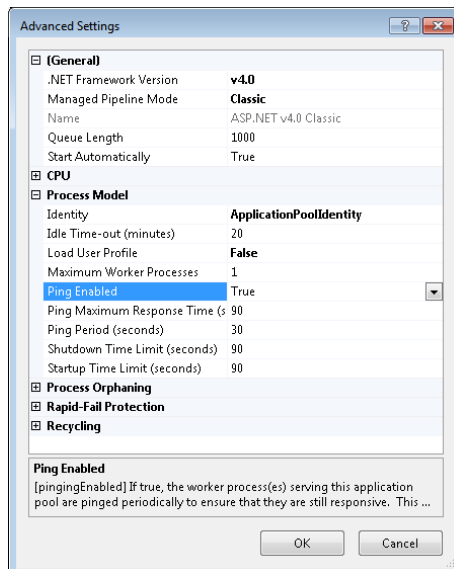 Advanced Settings
(General)
.NET Framework Version v4.0
Managed Pipeline Mode Classic
Name ASP.NET v4.0 Classic
Queue Length 1000
Start Automatically True
CPU
Process Model
Identity ApplicationPoolIdentity
Idle Time-out (minutes) 20
Load User Profile False
Maximum Worker Processes 1
Ping Enabled True
Ping Maximum Response Time (s 90
Ping Period (seconds) 30
Shutdown Time Limit (seconds) 90
Startup Time Limit (seconds) 90
Process Orphaning
Rapid-Fail Protection
Recycling
Ping Enabled
[pingingEnabled] If true, the worker process(es) serving this application
pool are pinged periodically to ensure that they are still responsive. This ...
OK Cancel